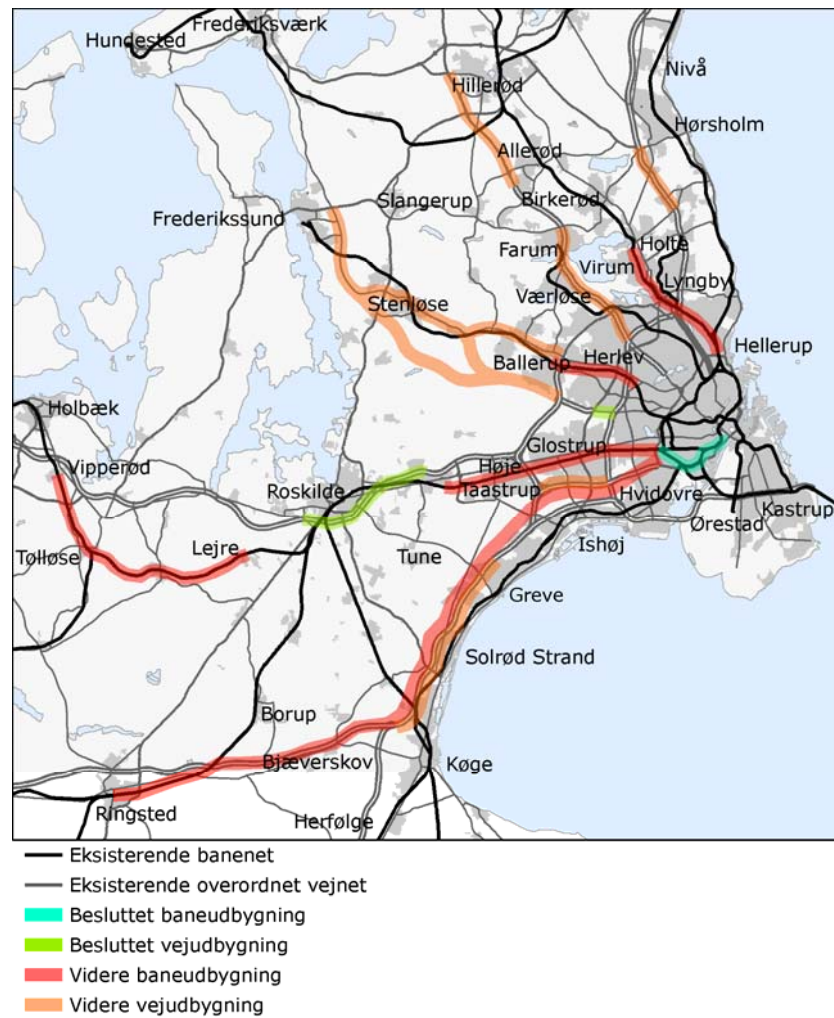 Frederiksværk
Hundested
Nivå
Hillerød
Hørsholm
Allerød
Slangerup
Birkerød
Frederikssund
Farum
Holte
Virum
Lyngby
Stenløse
Værløse
Hellerup
Ballerup
Herlev
Holbæk
Vipperød
Glostrup
Høje
Taastrup
Roskilde
Hvidovre
Kastrup
Ørestad
Tølløse
Lejre
Tune
Ishøj
Greve
Solrød Strand
Borup
Bjæverskov
Køge
Ringsted
Herfølge
Eksisterende banenet
Eksisterende overordnet vejnet
Besluttet baneudbygning
Besluttet vejudbygning
Videre baneudbygning
Videre vejudbygning